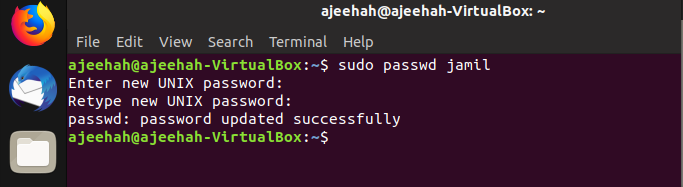 ajeehah@ajeehah-VirtualBox: ~
File Edit View Search Terminal Help
ajeehah@ajeehah-VirtualBox:~$ sudo passwd jamil
Enter new UNIX password:
Retype new UNIX password:
passwd: password updated successfully
ajeehah@ajeehah-VirtualBox:~$